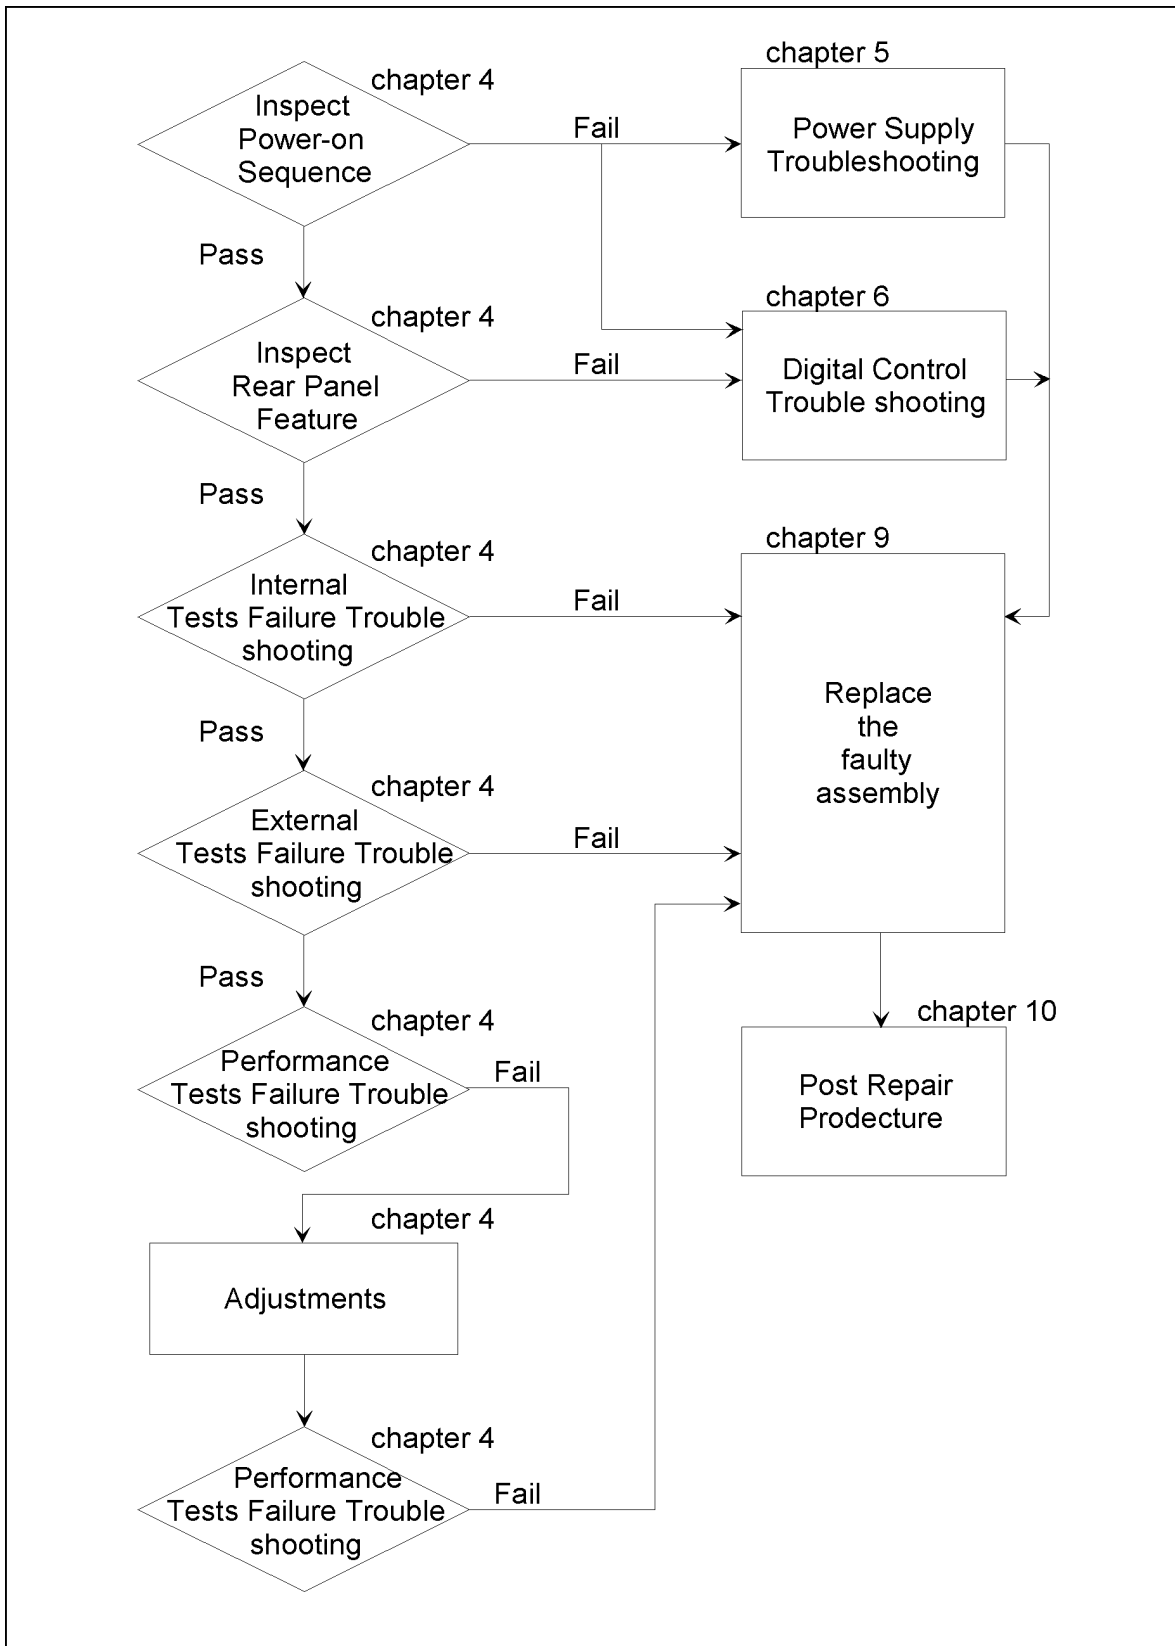 chapter 4
Inspect
Power-on
Sequence
Fail
chapter 5
Power Supply
Troubleshooting
Pass
chapter 4
Inspect
Rear Panel
Feature
Fail
chapter 6
Digital Control
Trouble shooting
Pass
chapter 4
Internal
Tests Failure Trouble
shooting
Fail
chapter 9
Replace
the
faulty
assembly
Pass
chapter 4
External
Tests Failure Trouble
shooting
Fail
Pass
chapter 4
Performance
Tests Failure Trouble
shooting
Fail
chapter 10
Post Repair
Prodecture
chapter 4
Adjustments
chapter 4
Performance
Tests Failure Trouble
shooting
Fail